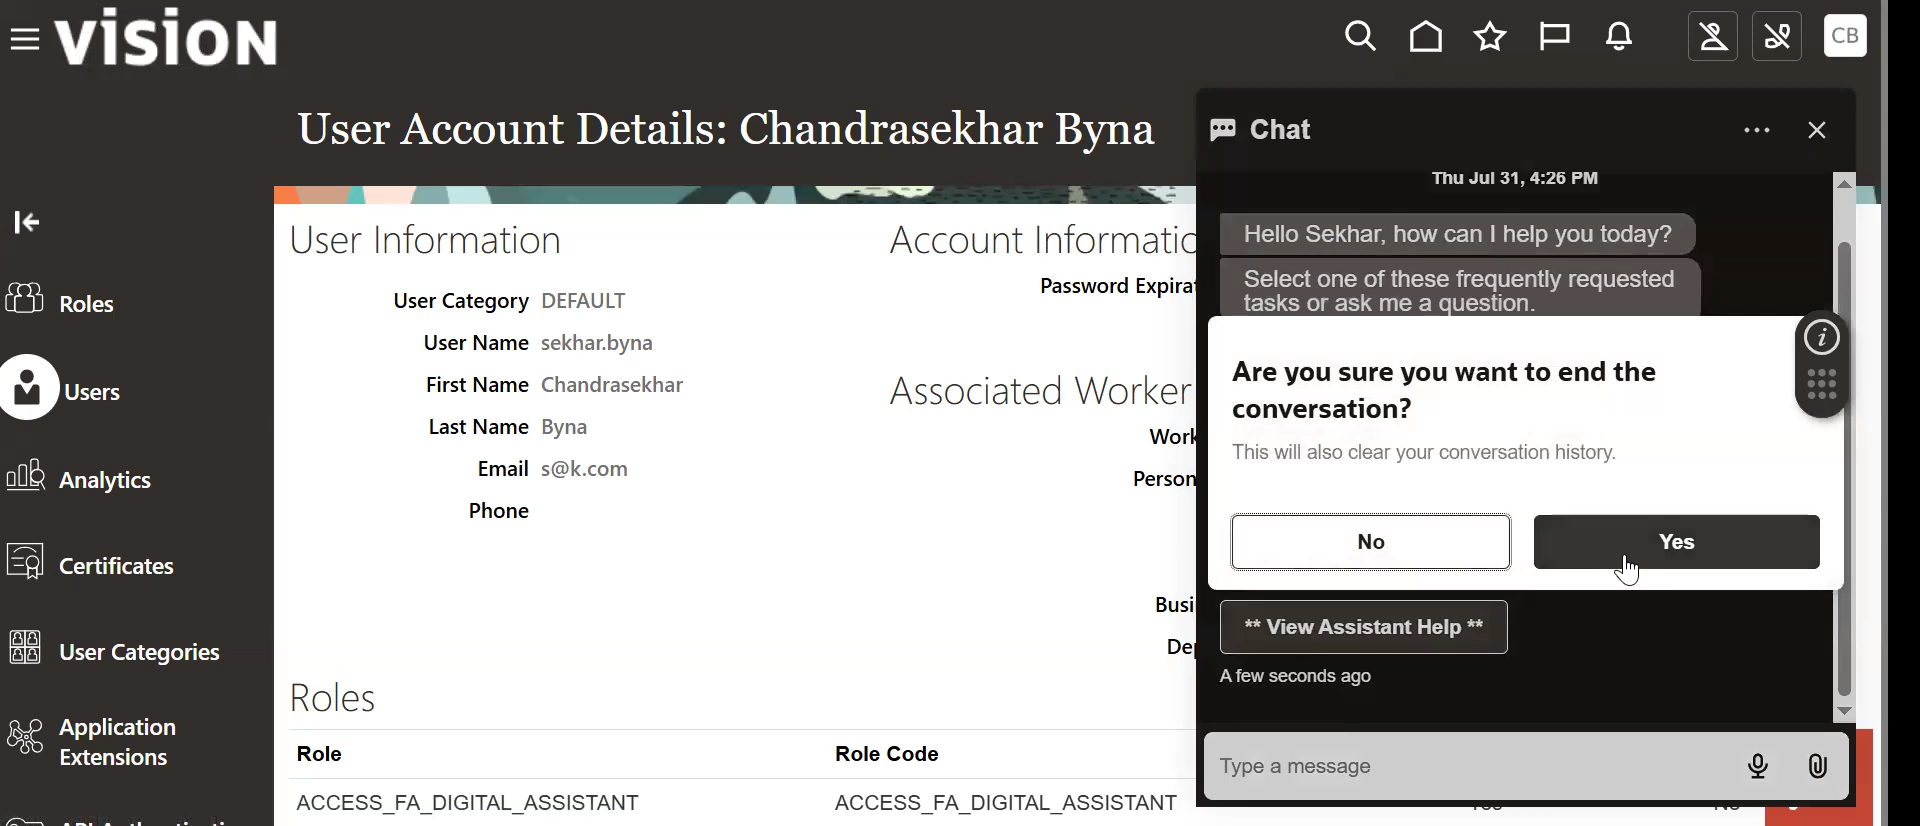 vision
CB
User Account Details: Chandrasekhar Byna
Chat
Thu Jul 31, 4:26 PM
Hello Sekhar, how can I help you today?
Select one of these frequently requested
tasks or ask me a question.
Are you sure you want to end the
conversation?
This will also clear your conversation history.
No
Yes
** View Assistant Help **
A few seconds ago
Type a message
Roles
Users
Analytics
Certificates
User Categories
Application
Extensions
User Information
User Category DEFAULT
User Name sekhar.byna
First Name Chandrasekhar
Last Name Byna
Email s@k.com
Phone
Account Informatio
Password Expirat
Associated Worker
Work
Person
Busi
Dep
Roles
Role Role Code
ACCESS_FA_DIGITAL_ASSISTANT ACCESS_FA_DIGITAL_ASSISTANT